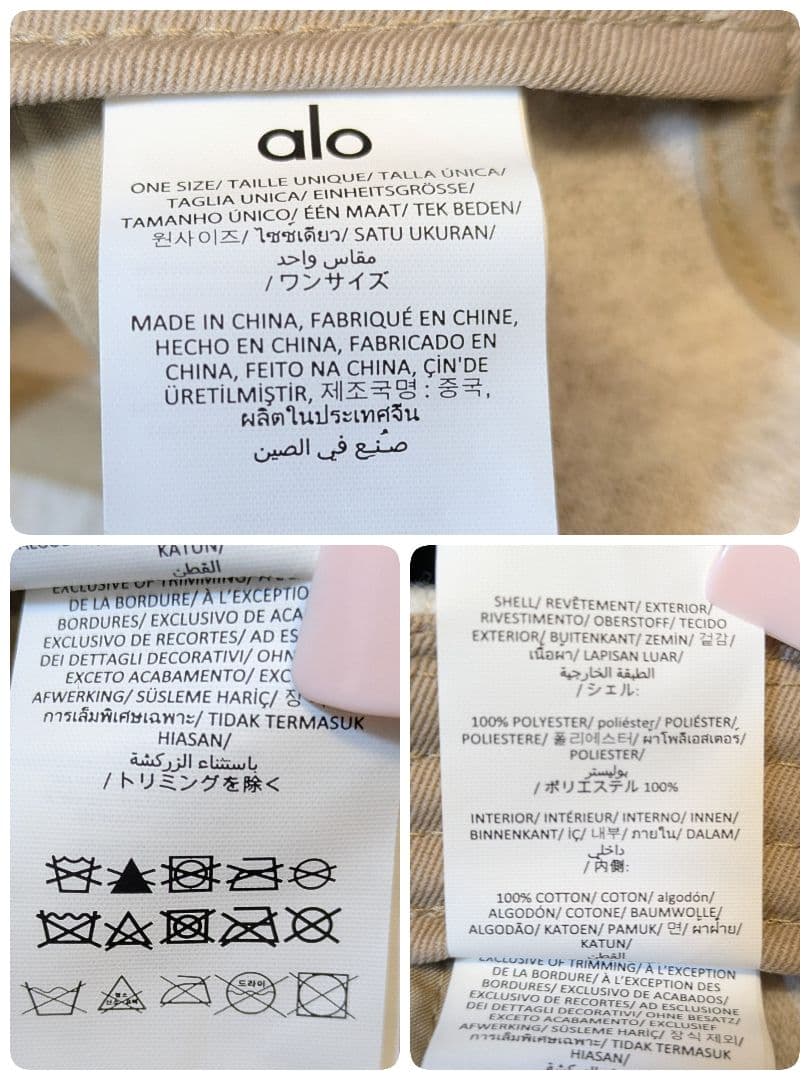 alo
ONE SIZE/ TAILLE UNIQUE/ TALLA ÚNICA/
TAGLIA UNICA/ EINHEITSGRÖSSE/
TAMANHO ÚNICO/ ÉÉN MAAT/ TEK BEDEN/
원사이즈/ ไซซ์เดียว/ SATU UKURAN/
مقاس واحد
/ ワンサイズ
MADE IN CHINA, FABRIQUÉ EN CHINE,
HECHO EN CHINA, FABRICADO EN
CHINA, FEITO NA CHINA, ÇİN'DE
ÜRETİLMİŞTİR, 제조국명 : 중국,
ผลิตในประเทศจีน
صُنِع في الصين
KATUN/
القطن
EXCLUSIVE OF TRIMMING/
DE LA BORDURE/ À L'EXCEPTIO
BORDURES/ EXCLUSIVO DE ACA
EXCLUSIVO DE RECORTES/ AD ES
DEI DETTAGLI DECORATIVI/ OHN
EXCETO ACABAMENTO/ EXC
AFWERKING/ SÜSLEME HARİÇ/ 장
การเล็มพิเศษเฉพาะ/ TIDAK TERMASUK
HIASAN/
باستثناء الزركشة
/ トリミングを除く
드라이
SHELL/ REVÊTEMENT/ EXTERIOR/
RIVESTIMENTO/ OBERSTOFF/ TECIDO
EXTERIOR/ BUITENKANT/ ZEMİN/ 겉감/
เนื้อผ้า/ LAPISAN LUAR/
الطبقة الخارجية
/ シェル:
100% POLYESTER/ poliéster/ POLIÉSTER/
POLIESTERE/ 폴리에스터/ ผ้าโพลีเอสเตอร์/
POLIESTER/
بوليستر
/ ポリエステル 100%
INTERIOR/ INTÉRIEUR/ INTERNO/ INNEN/
BINNENKANT/ İÇ/ 내부/ ภายใน/ DALAM/
داخلي
/ 内側:
100% COTTON/ COTON/ algodón/
ALGODÓN/ COTONE/ BAUMWOLLE/
ALGODÃO/ KATOEN/ PAMUK/ 면/ ผ้าฝ้าย/
KATUN/
القطن
EXCLUSIVE OF TRIMMING/ À L'EXCEPTION
DE LA BORDURE/ À L'EXCEPTION DES
BORDURES/ EXCLUSIVO DE ACABADOS/
EXCLUSIVO DE RECORTES/ AD ESCLUSIONE
DEI DETTAGLI DECORATIVI/ OHNE BESATZ/
EXCETO ACABAMENTO/ EXCLUSIEF
AFWERKING/ SÜSLEME HARİÇ/ 장식 제외/
การเล็มพิเศษเฉพาะ/ TIDAK TERMASUK
HIASAN/